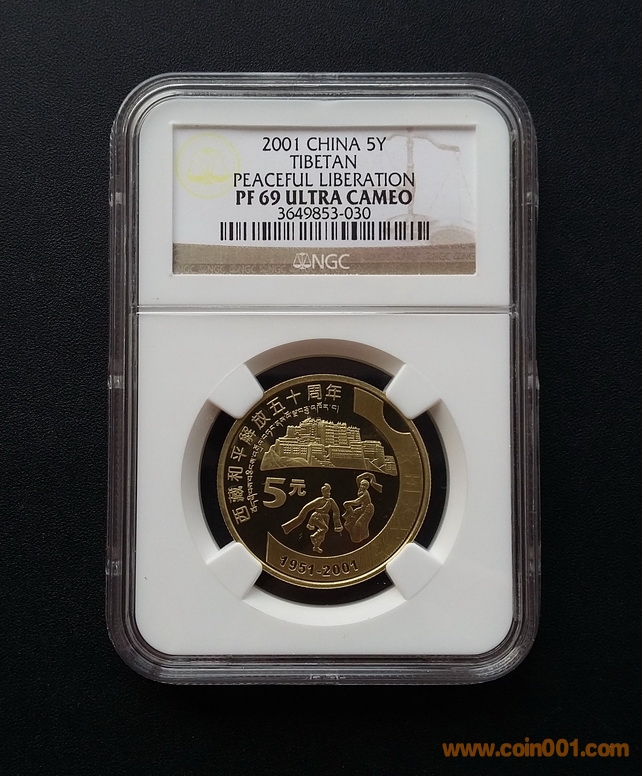 2001 CHINA 5Y
TIBETAN
PEACEFUL LIBERATION
PF 69 ULTRA CAMEO
3649853-030
NGC
西藏和平解放五十周年
5元
1951-2001
www.coin001.com